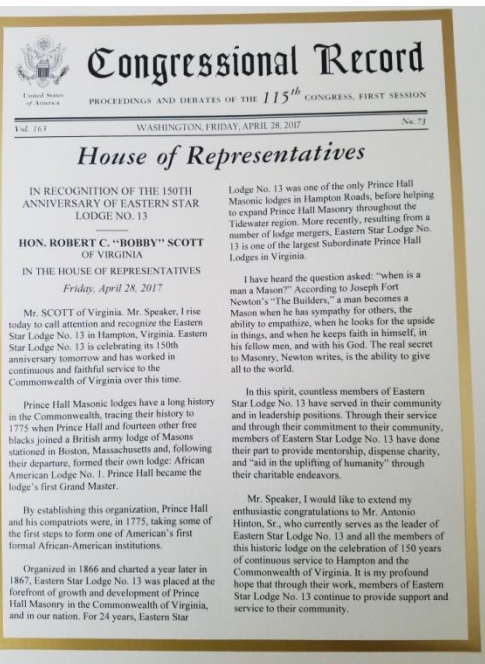 Congressional Record
United States
of America
PROCEEDINGS AND DEBATES OF THE 115th CONGRESS, FIRST SESSION
Vol. 163
WASHINGTON, FRIDAY, APRIL 28, 2017
No. 73
House of Representatives
IN RECOGNITION OF THE 150TH
ANNIVERSARY OF EASTERN STAR
LODGE NO. 13
HON. ROBERT C. "BOBBY" SCOTT
OF VIRGINIA
IN THE HOUSE OF REPRESENTATIVES
Friday, April 28, 2017
Mr. SCOTT of Virginia. Mr. Speaker, I rise
today to call attention and recognize the Eastern
Star Lodge No. 13 in Hampton, Virginia. Eastern
Star Lodge No. 13 is celebrating its 150th
anniversary tomorrow and has worked in
continuous and faithful service to the
Commonwealth of Virginia over this time.
Prince Hall Masonic lodges have a long history
in the Commonwealth, tracing their history to
1775 when Prince Hall and fourteen other free
blacks joined a British army lodge of Masons
stationed in Boston, Massachusetts and, following
their departure, formed their own lodge: African
American Lodge No. 1. Prince Hall became the
lodge's first Grand Master.
By establishing this organization, Prince Hall
and his compatriots were, in 1775, taking some of
the first steps to form one of American's first
formal African-American institutions.
Organized in 1866 and charted a year later in
1867, Eastern Star Lodge No. 13 was placed at the
forefront of growth and development of Prince
Hall Masonry in the Commonwealth of Virginia,
and in our nation. For 24 years, Eastern Star
Lodge No. 13 was one of the only Prince Hall
Masonic lodges in Hampton Roads, before helping
to expand Prince Hall Masonry throughout the
Tidewater region. More recently, resulting from a
number of lodge mergers, Eastern Star Lodge No.
13 is one of the largest Subordinate Prince Hall
Lodges in Virginia.
I have heard the question asked: "when is a
man a Mason?" According to Joseph Fort
Newton's "The Builders," a man becomes a
Mason when he has sympathy for others, the
ability to empathize, when he looks for the upside
in things, and when he keeps faith in himself, in
his fellow men, and with his God. The real secret
to Masonry, Newton writes, is the ability to give
all to the world.
In this spirit, countless members of Eastern
Star Lodge No. 13 have served in their community
and in leadership positions. Through their service
and through their commitment to their community,
members of Eastern Star Lodge No. 13 have done
their part to provide mentorship, dispense charity,
and "aid in the uplifting of humanity" through
their charitable endeavors.
Mr. Speaker, I would like to extend my
enthusiastic congratulations to Mr. Antonio
Hinton, Sr., who currently serves as the leader of
Eastern Star Lodge No. 13 and all the members of
this historic lodge on the celebration of 150 years
of continuous service to Hampton and the
Commonwealth of Virginia. It is my profound
hope that through their work, members of Eastern
Star Lodge No. 13 continue to provide support and
service to their community.